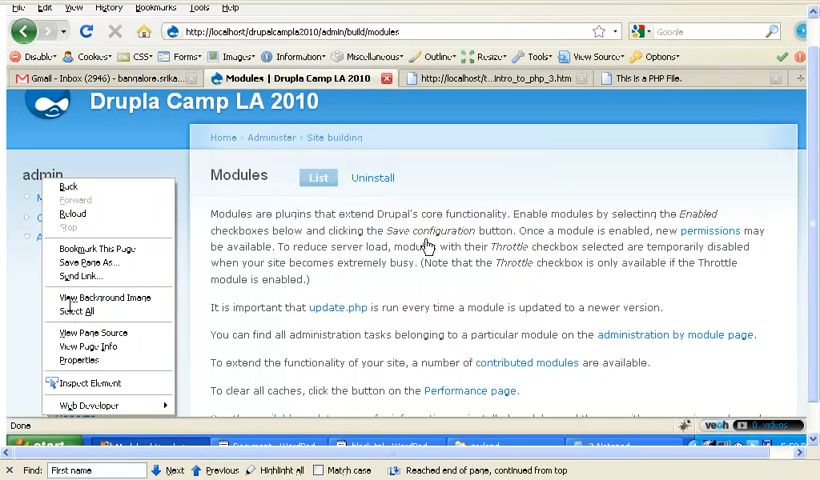 File Edit View History Bookmarks Tools Help
http://localhost/drupalcampla2010/admin/build/modules
Google
Disable Cookies CSS Forms Images Information Miscellaneous Outline Resize Tools View Source Options
Gmail - Inbox (2946) - bangalore.srika...
Modules | Drupla Camp LA 2010
http://localhost/t...intro_to_php_3.htm
This is a PHP File.
Drupla Camp LA 2010
Home › Administer › Site building
admin
Modules List Uninstall
Back
Forward
Reload
Stop
Bookmark This Page
Save Page As...
Send Link...
View Background Image
Select All
View Page Source
View Page Info
Properties
Inspect Element
Web Developer
Modules are plugins that extend Drupal's core functionality. Enable modules by selecting the Enabled
checkboxes below and clicking the Save configuration button. Once a module is enabled, new permissions may
be available. To reduce server load, modules with their Throttle checkbox selected are temporarily disabled
when your site becomes extremely busy. (Note that the Throttle checkbox is only available if the Throttle
module is enabled.)
It is important that update.php is run every time a module is updated to a newer version.
You can find all administration tasks belonging to a particular module on the administration by module page.
To extend the functionality of your site, a number of contributed modules are available.
To clear all caches, click the button on the Performance page.
Done
veoh 0 videos
start
Find: First name Next Previous Highlight all Match case Reached end of page, continued from top